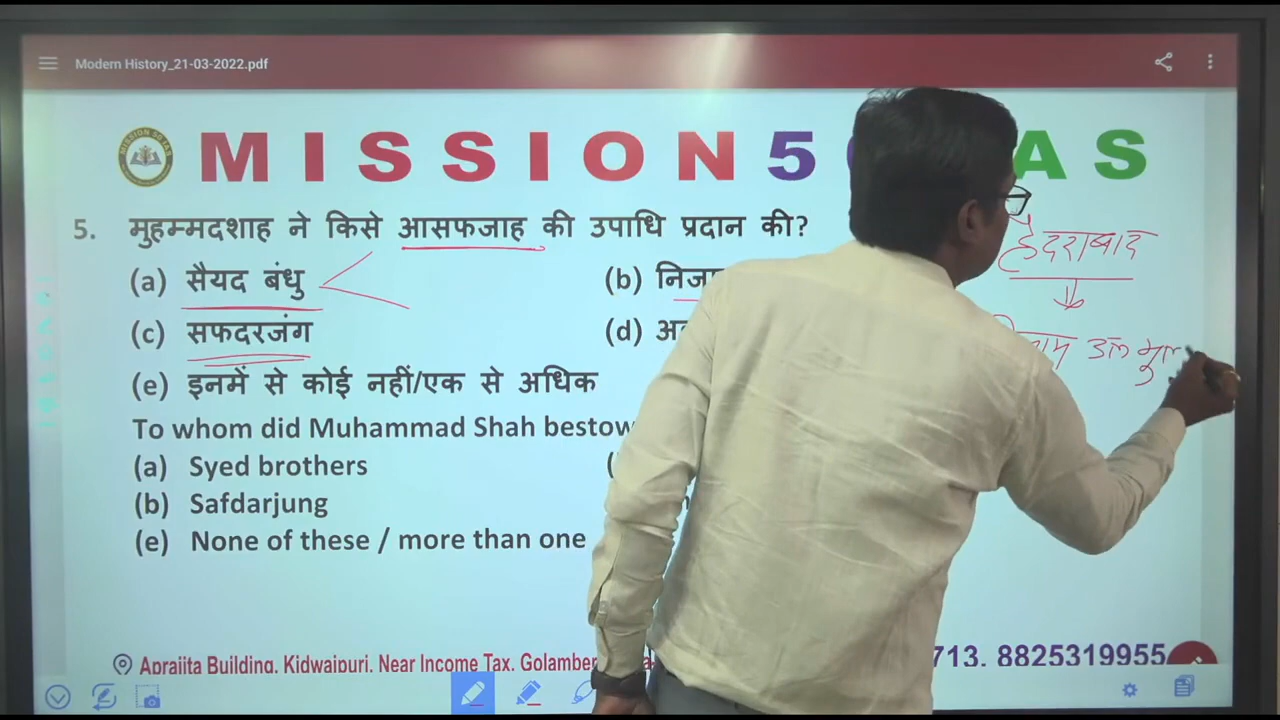 Modern History_21-03-2022.pdf
MISSION 5 AS
5. मुहम्मदशाह ने किसे आसफजाह की उपाधि प्रदान की?
(a) सैयद बंधु (b)
(c) सफदरजंग (d)
(e) इनमें से कोई नहीं/एक से अधिक
To whom did Muhammad Shah bestow
(a) Syed brothers
(b) Safdarjung
(e) None of these / more than one
हैदराबाद
उल
Aprajita Building, Kidwaipuri, Near Income Tax, 713, 8825319955